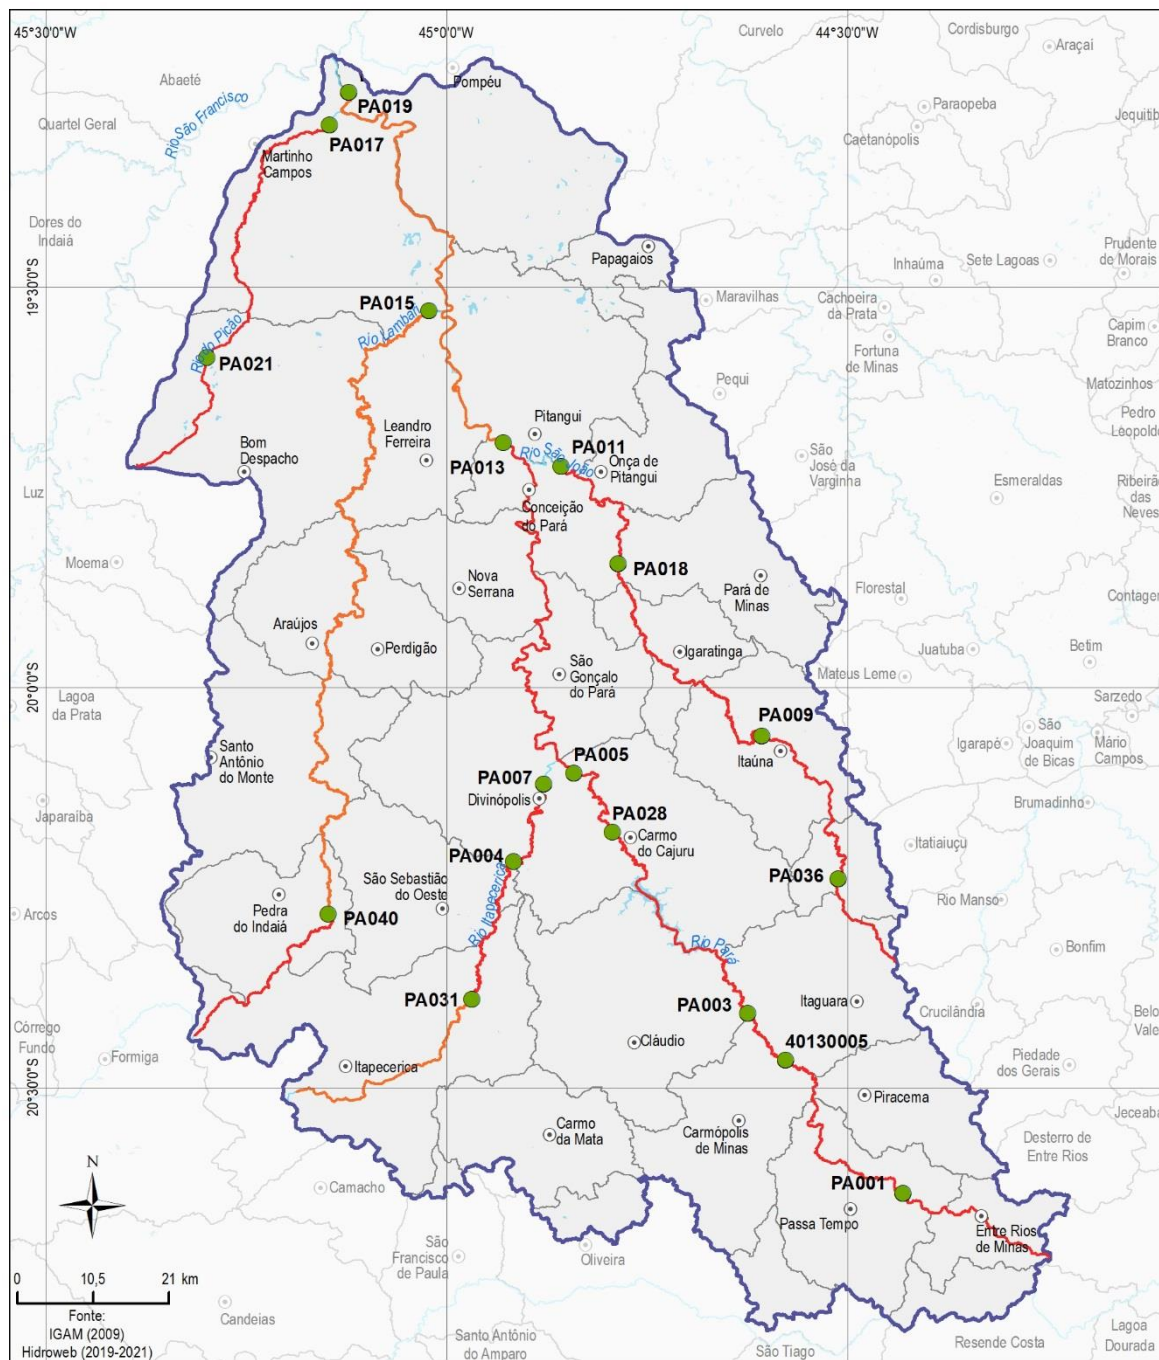 45°30'0"W
45°0'0"W
44°30'0"W
Curvelo
Cordisburgo
Araçaí
Abaeté
Pompéu
Paraopeba
Rio São Francisco
PA019
Quartel Geral
Caetanópolis
Jequitib
PA017
Martinho
Campos
Dores do
Indaiá
Papagaios
Prudente
de Morais
Inhaúma
Sete Lagoas
19°30'0"S
PA015
Maravilhas
Cachoeira
da Prata
Rio Lambari
Capim
Branco
Rio do Picão
PA021
Fortuna
de Minas
Pequi
Matozinhos
Pitangui
Leandro
Ferreira
Pedro
Leopoldo
Bom
Despacho
PA013
Rio São João
PA011
Onça de
Pitangui
São
José da
Varginha
Luz
Esmeraldas
Ribeirão
das
Neves
Conceição
do Pará
Moema
PA018
Nova
Serrana
Pará de
Minas
Florestal
Contagem
Araújos
Perdigão
Igaratinga
Juatuba
Betim
São
Gonçalo
do Pará
Mateus Leme
20°0'0"S
Lagoa
da Prata
Sarzedo
PA009
São
Joaquim
de Bicas
Igarapé
Mário
Campos
Santo
Antônio
do Monte
Itaúna
PA005
PA007
Divinópolis
Brumadinho
Japaraíba
PA028
Carmo
do Cajuru
Itatiaiuçu
PA004
PA036
São Sebastião
do Oeste
Pedra
do Indaiá
PA040
Rio Manso
Arcos
Rio Itapecerica
Rio Pará
Bonfim
PA031
PA003
Itaguara
Crucilândia
Belo
Vale
Córrego
Fundo
Formiga
Cláudio
40130005
Itapecerica
Piedade
dos Gerais
20°30'0"S
Piracema
Jeceaba
Carmo
da Mata
Carmópolis
de Minas
Desterro de
Entre Rios
N
Camacho
PA001
Passa Tempo
Entre Rios
de Minas
São
Francisco
de Paula
Oliveira
0 10,5 21 km
Fonte:
IGAM (2009)
Hidroweb (2019-2021)
Candeias
Santo Antônio
do Amparo
São Tiago
Resende Costa
Lagoa
Dourada